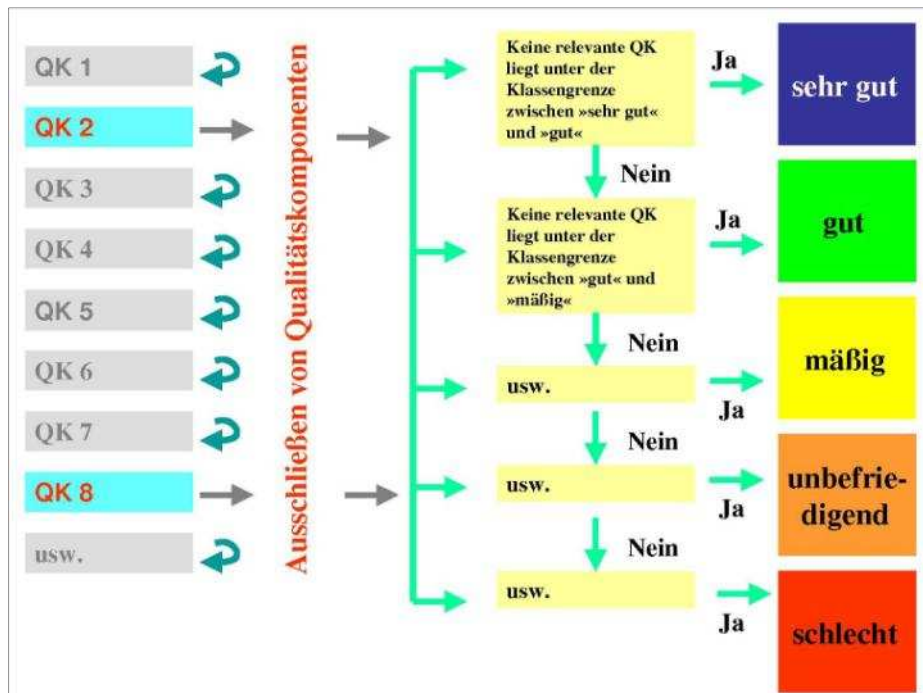 QK 1
QK 2
QK 3
QK 4
QK 5
QK 6
QK 7
QK 8
usw.
Ausschließen von Qualitätskomponenten
Keine relevante QK
liegt unter der
Klassengrenze
zwischen »sehr gut«
und »gut«
Ja
sehr gut
Nein
Keine relevante QK
liegt unter der
Klassengrenze
zwischen »gut« und
»mäßig«
Ja
gut
Nein
usw.
Ja
mäßig
Nein
usw.
Ja
unbefrie-
digend
Nein
usw.
Ja
schlecht